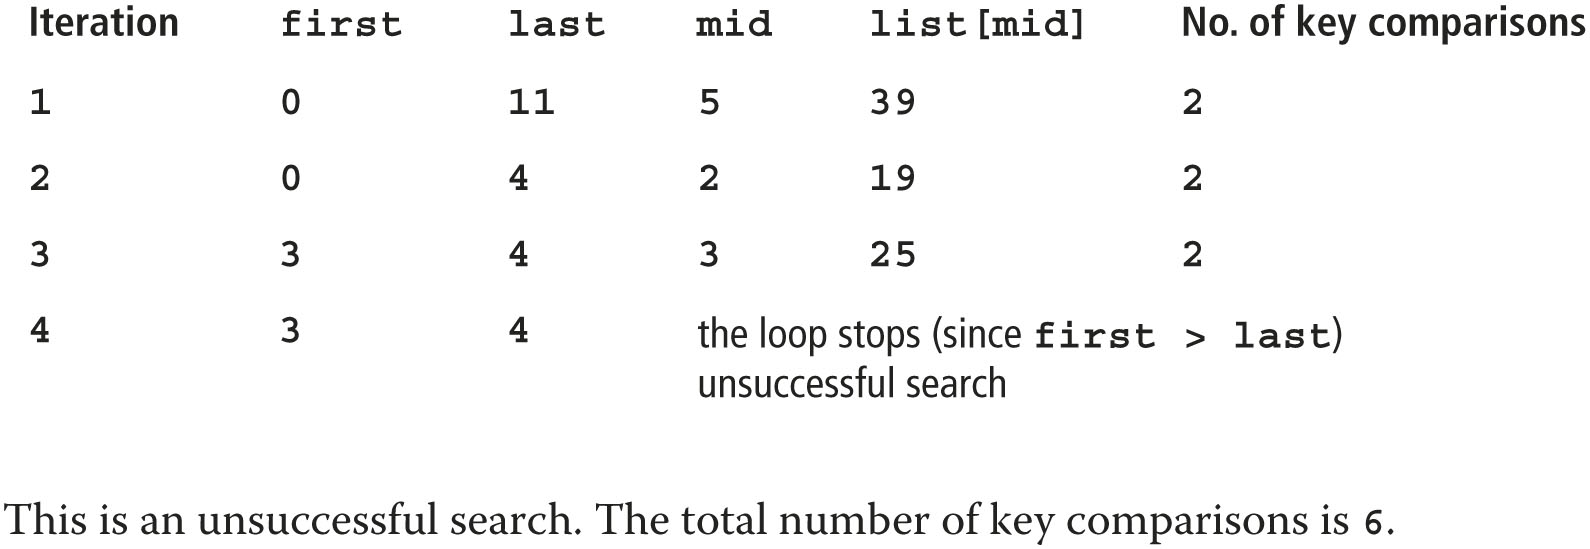 Iteration first last mid list[mid] No. of key comparisons
1 0 11 5 39 2
2 0 4 2 19 2
3 3 4 3 25 2
4 3 4 the loop stops (since first > last)
unsuccessful search
This is an unsuccessful search. The total number of key comparisons is 6.